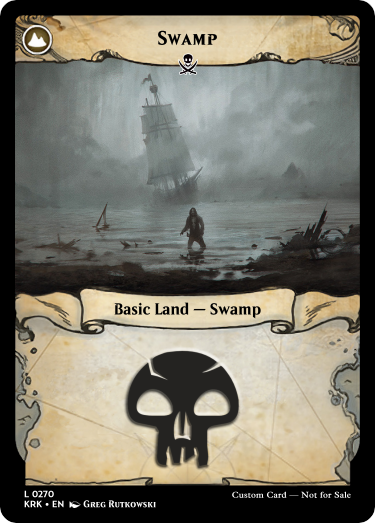 Swamp
Basic Land — Swamp
L 0270
KRK • EN Greg Rutkowski
Custom Card — Not for Sale